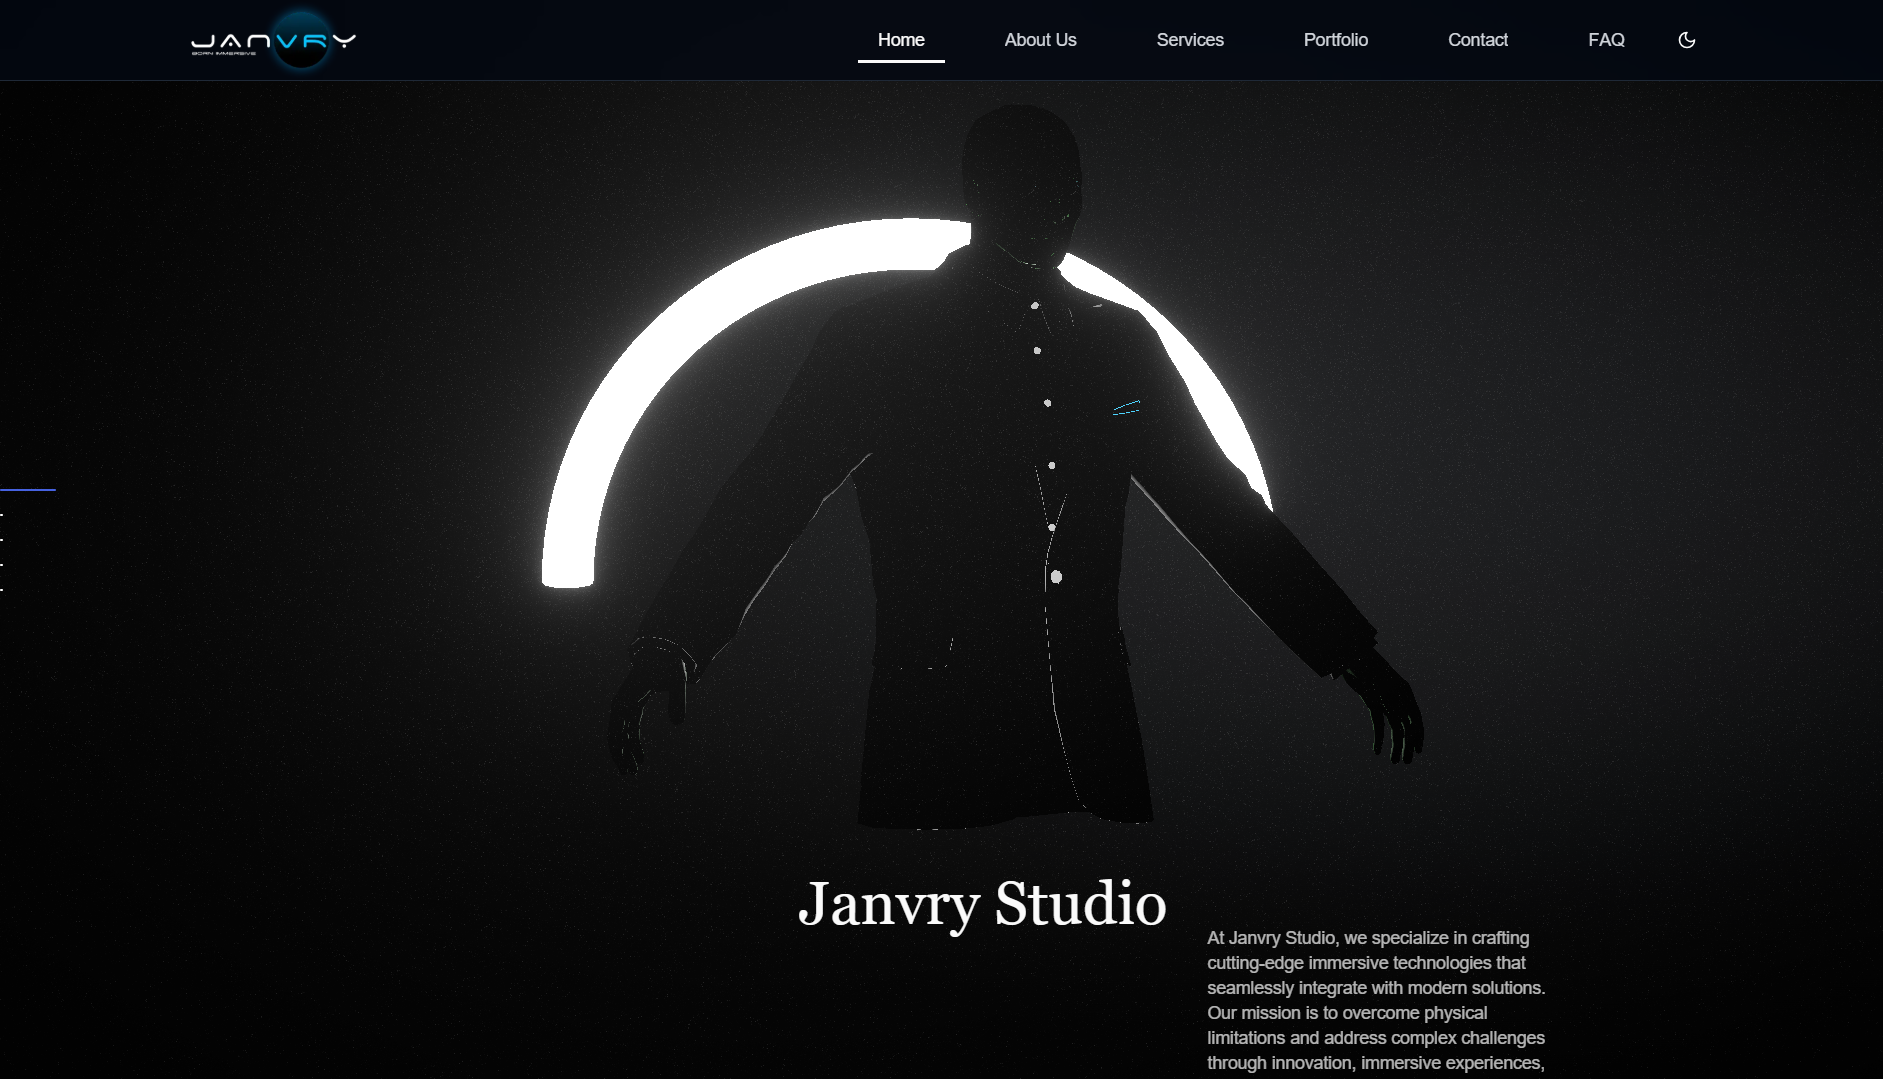 JANVRY
BORN IMMERSIVE
Home
About Us
Services
Portfolio
Contact
FAQ
Janvry Studio
At Janvry Studio, we specialize in crafting
cutting-edge immersive technologies that
seamlessly integrate with modern solutions.
Our mission is to overcome physical
limitations and address complex challenges
through innovation, immersive experiences,